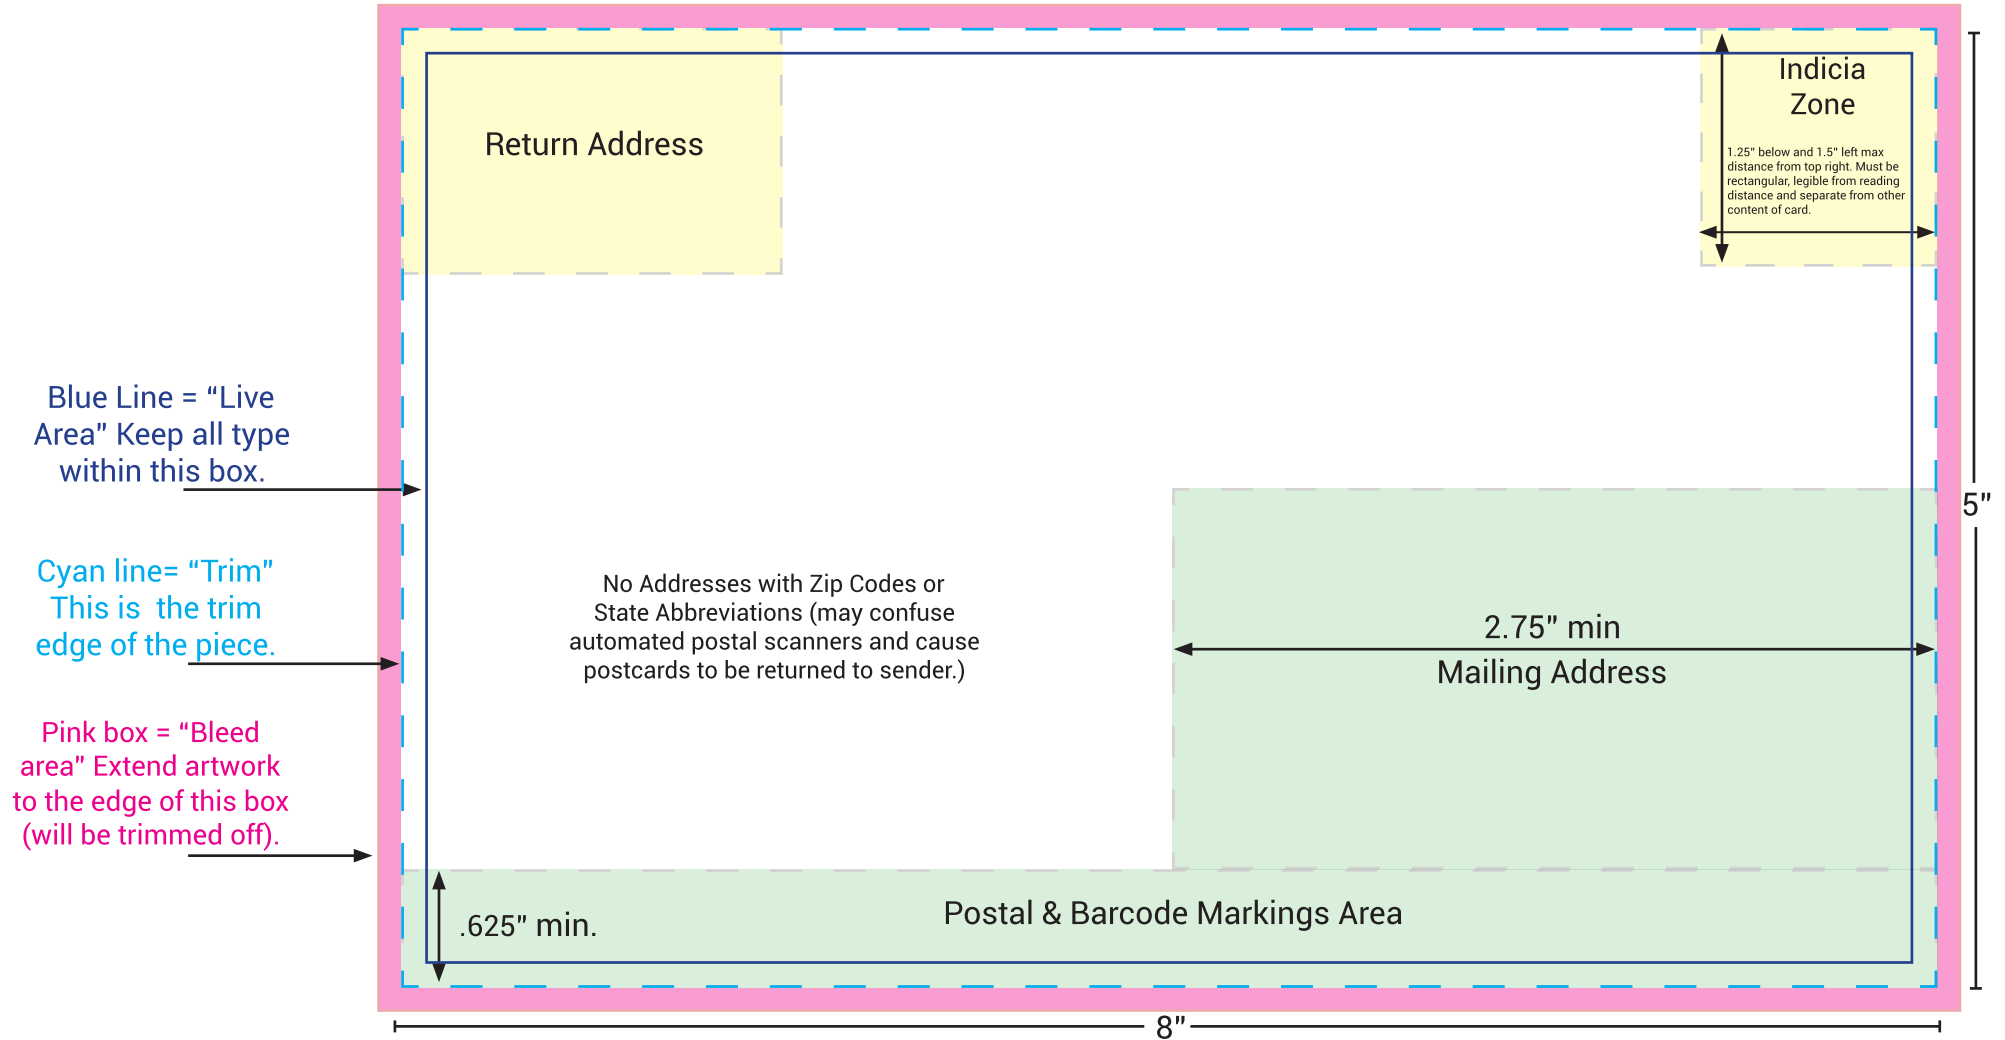 Return Address
Indicia
Zone
1.25" below and 1.5" left max
distance from top right. Must be
rectangular, legible from reading
distance and separate from other
content of card.
Blue Line = “Live
Area” Keep all type
within this box.
5"
Cyan line= “Trim”
This is  the trim
edge of the piece.
No Addresses with Zip Codes or
State Abbreviations (may confuse
automated postal scanners and cause
postcards to be returned to sender.)
2.75" min
Mailing Address
Pink box = “Bleed
area” Extend artwork
to the edge of this box
(will be trimmed off).
.625" min.
Postal & Barcode Markings Area
8"